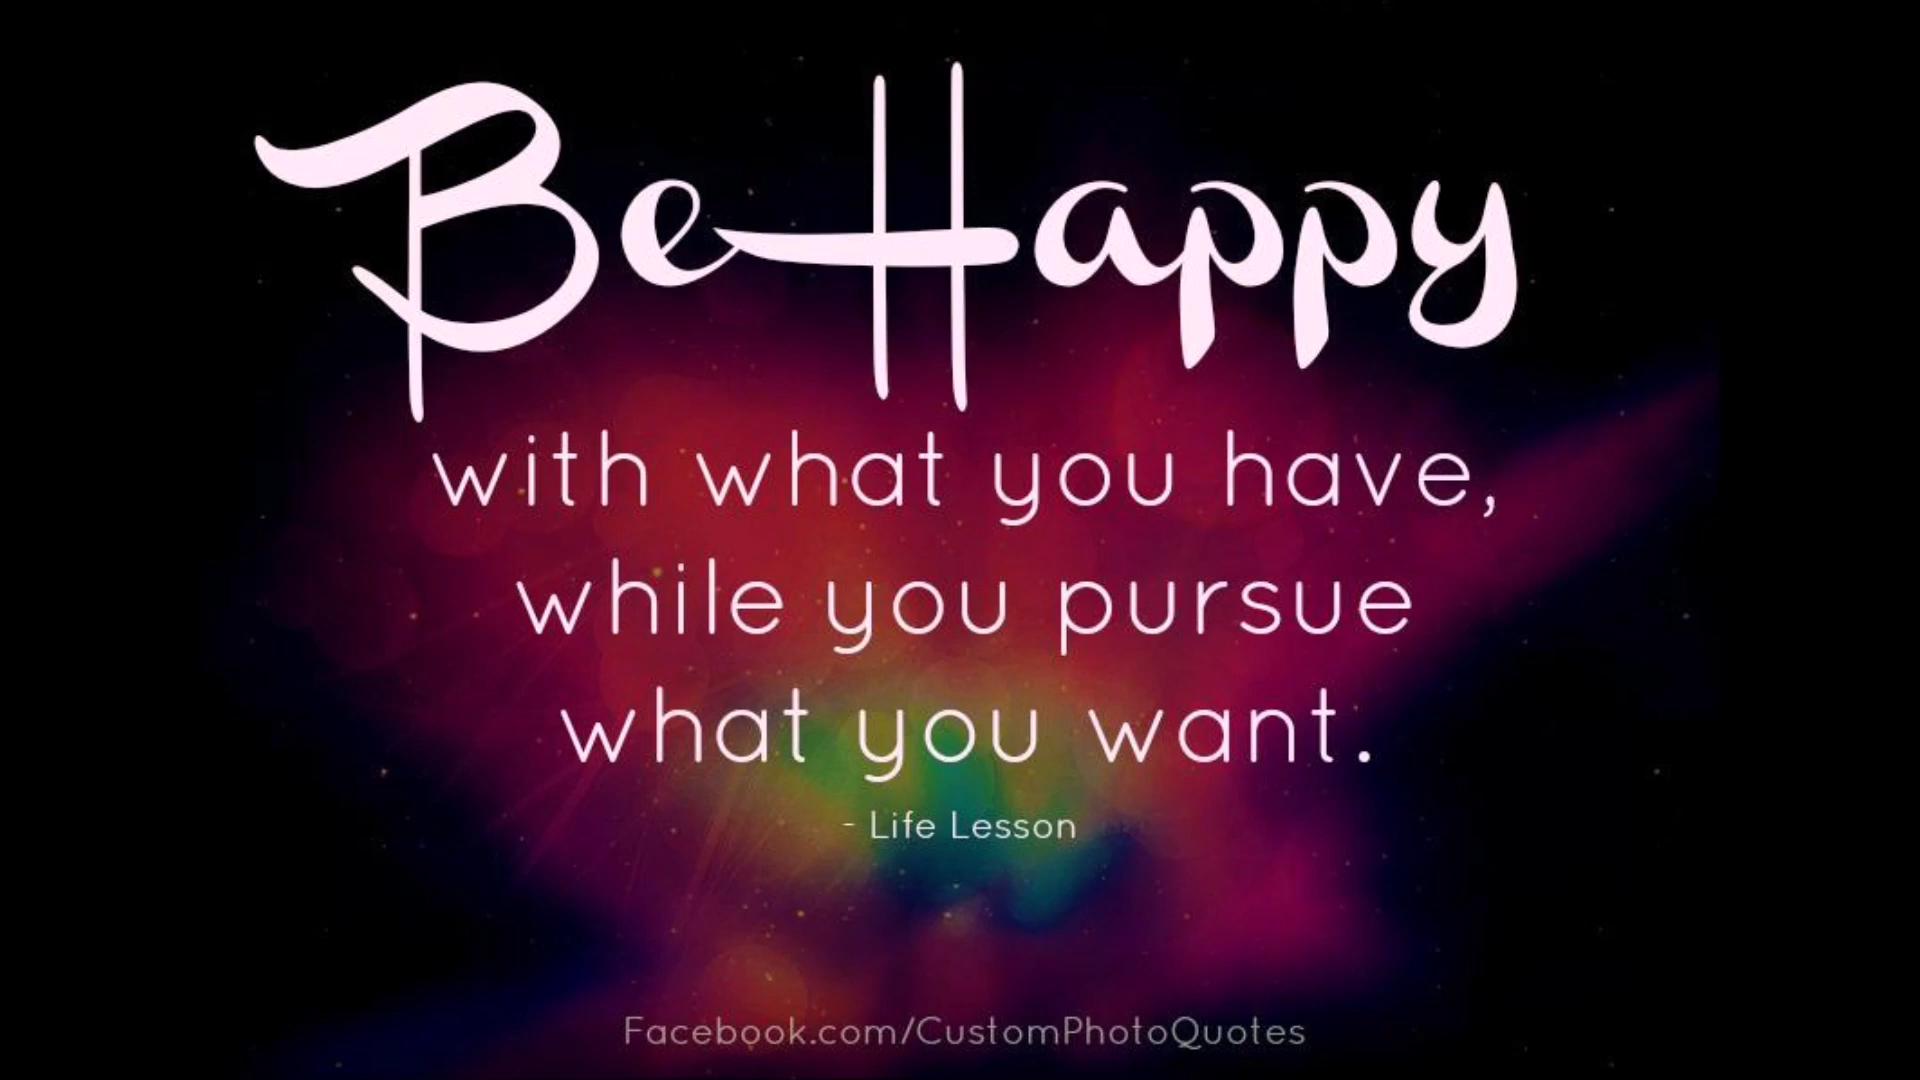 Be Happy
with what you have,
while you pursue
what you want.
- Life Lesson
Facebook.com/CustomPhotoQuotes